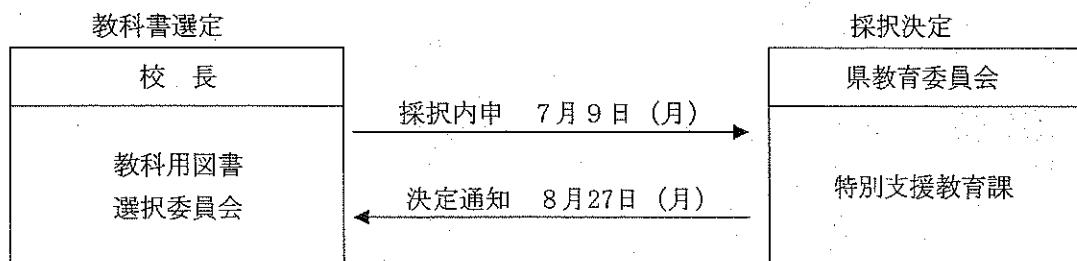 教科書選定
採択決定
校 長
県教育委員会
採択内申 7月9日(月)
教科用図書
選択委員会
特別支援教育課
決定通知 8月27日(月)